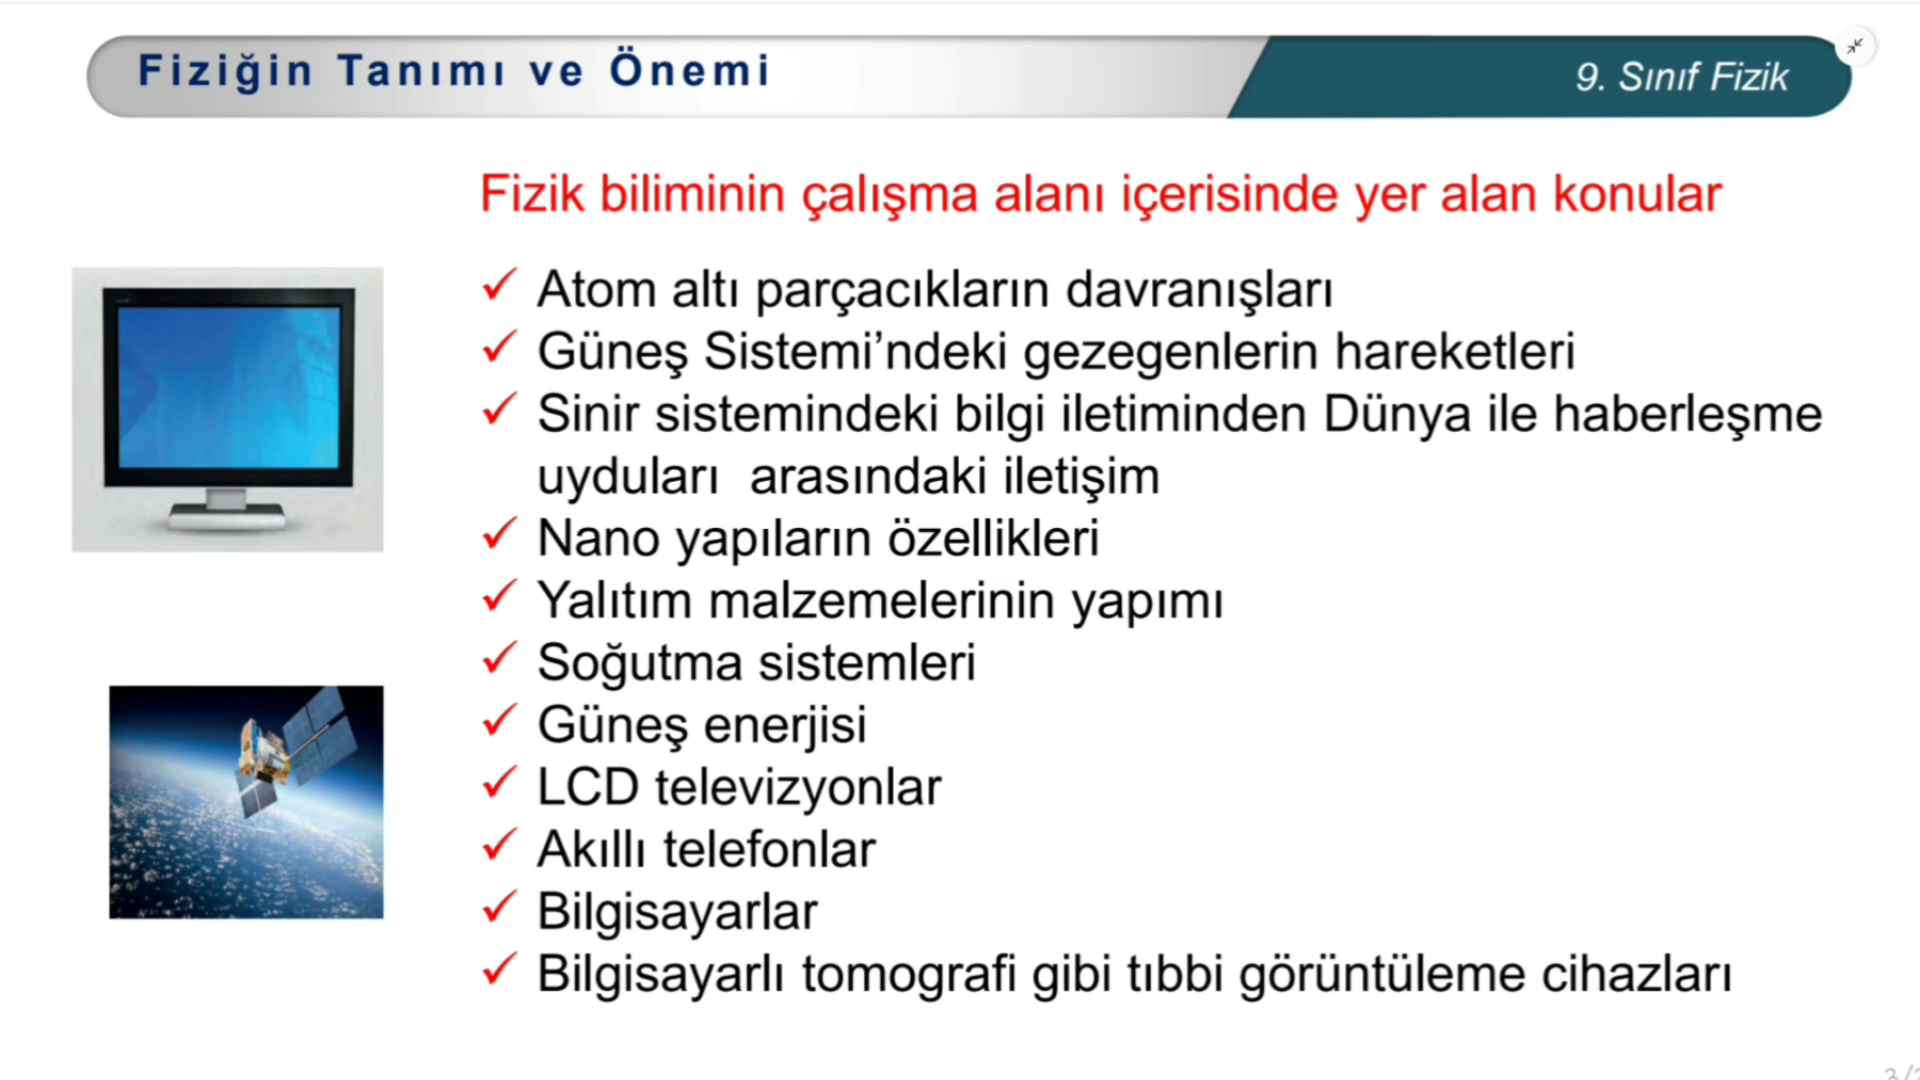 Fiziğin Tanımı ve Önemi
9. Sınıf Fizik
Fizik biliminin çalışma alanı içerisinde yer alan konular
✓ Atom altı parçacıkların davranışları
✓ Güneş Sistemi’ndeki gezegenlerin hareketleri
✓ Sinir sistemindeki bilgi iletiminden Dünya ile haberleşme
uyduları arasındaki iletişim
✓ Nano yapıların özellikleri
✓ Yalıtım malzemelerinin yapımı
✓ Soğutma sistemleri
✓ Güneş enerjisi
✓ LCD televizyonlar
✓ Akıllı telefonlar
✓ Bilgisayarlar
✓ Bilgisayarlı tomografi gibi tıbbi görüntüleme cihazları